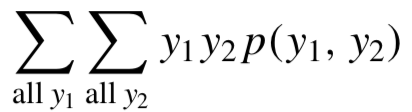 ∑ ∑ y₁y₂p(y₁, y₂)
all y₁ all y₂